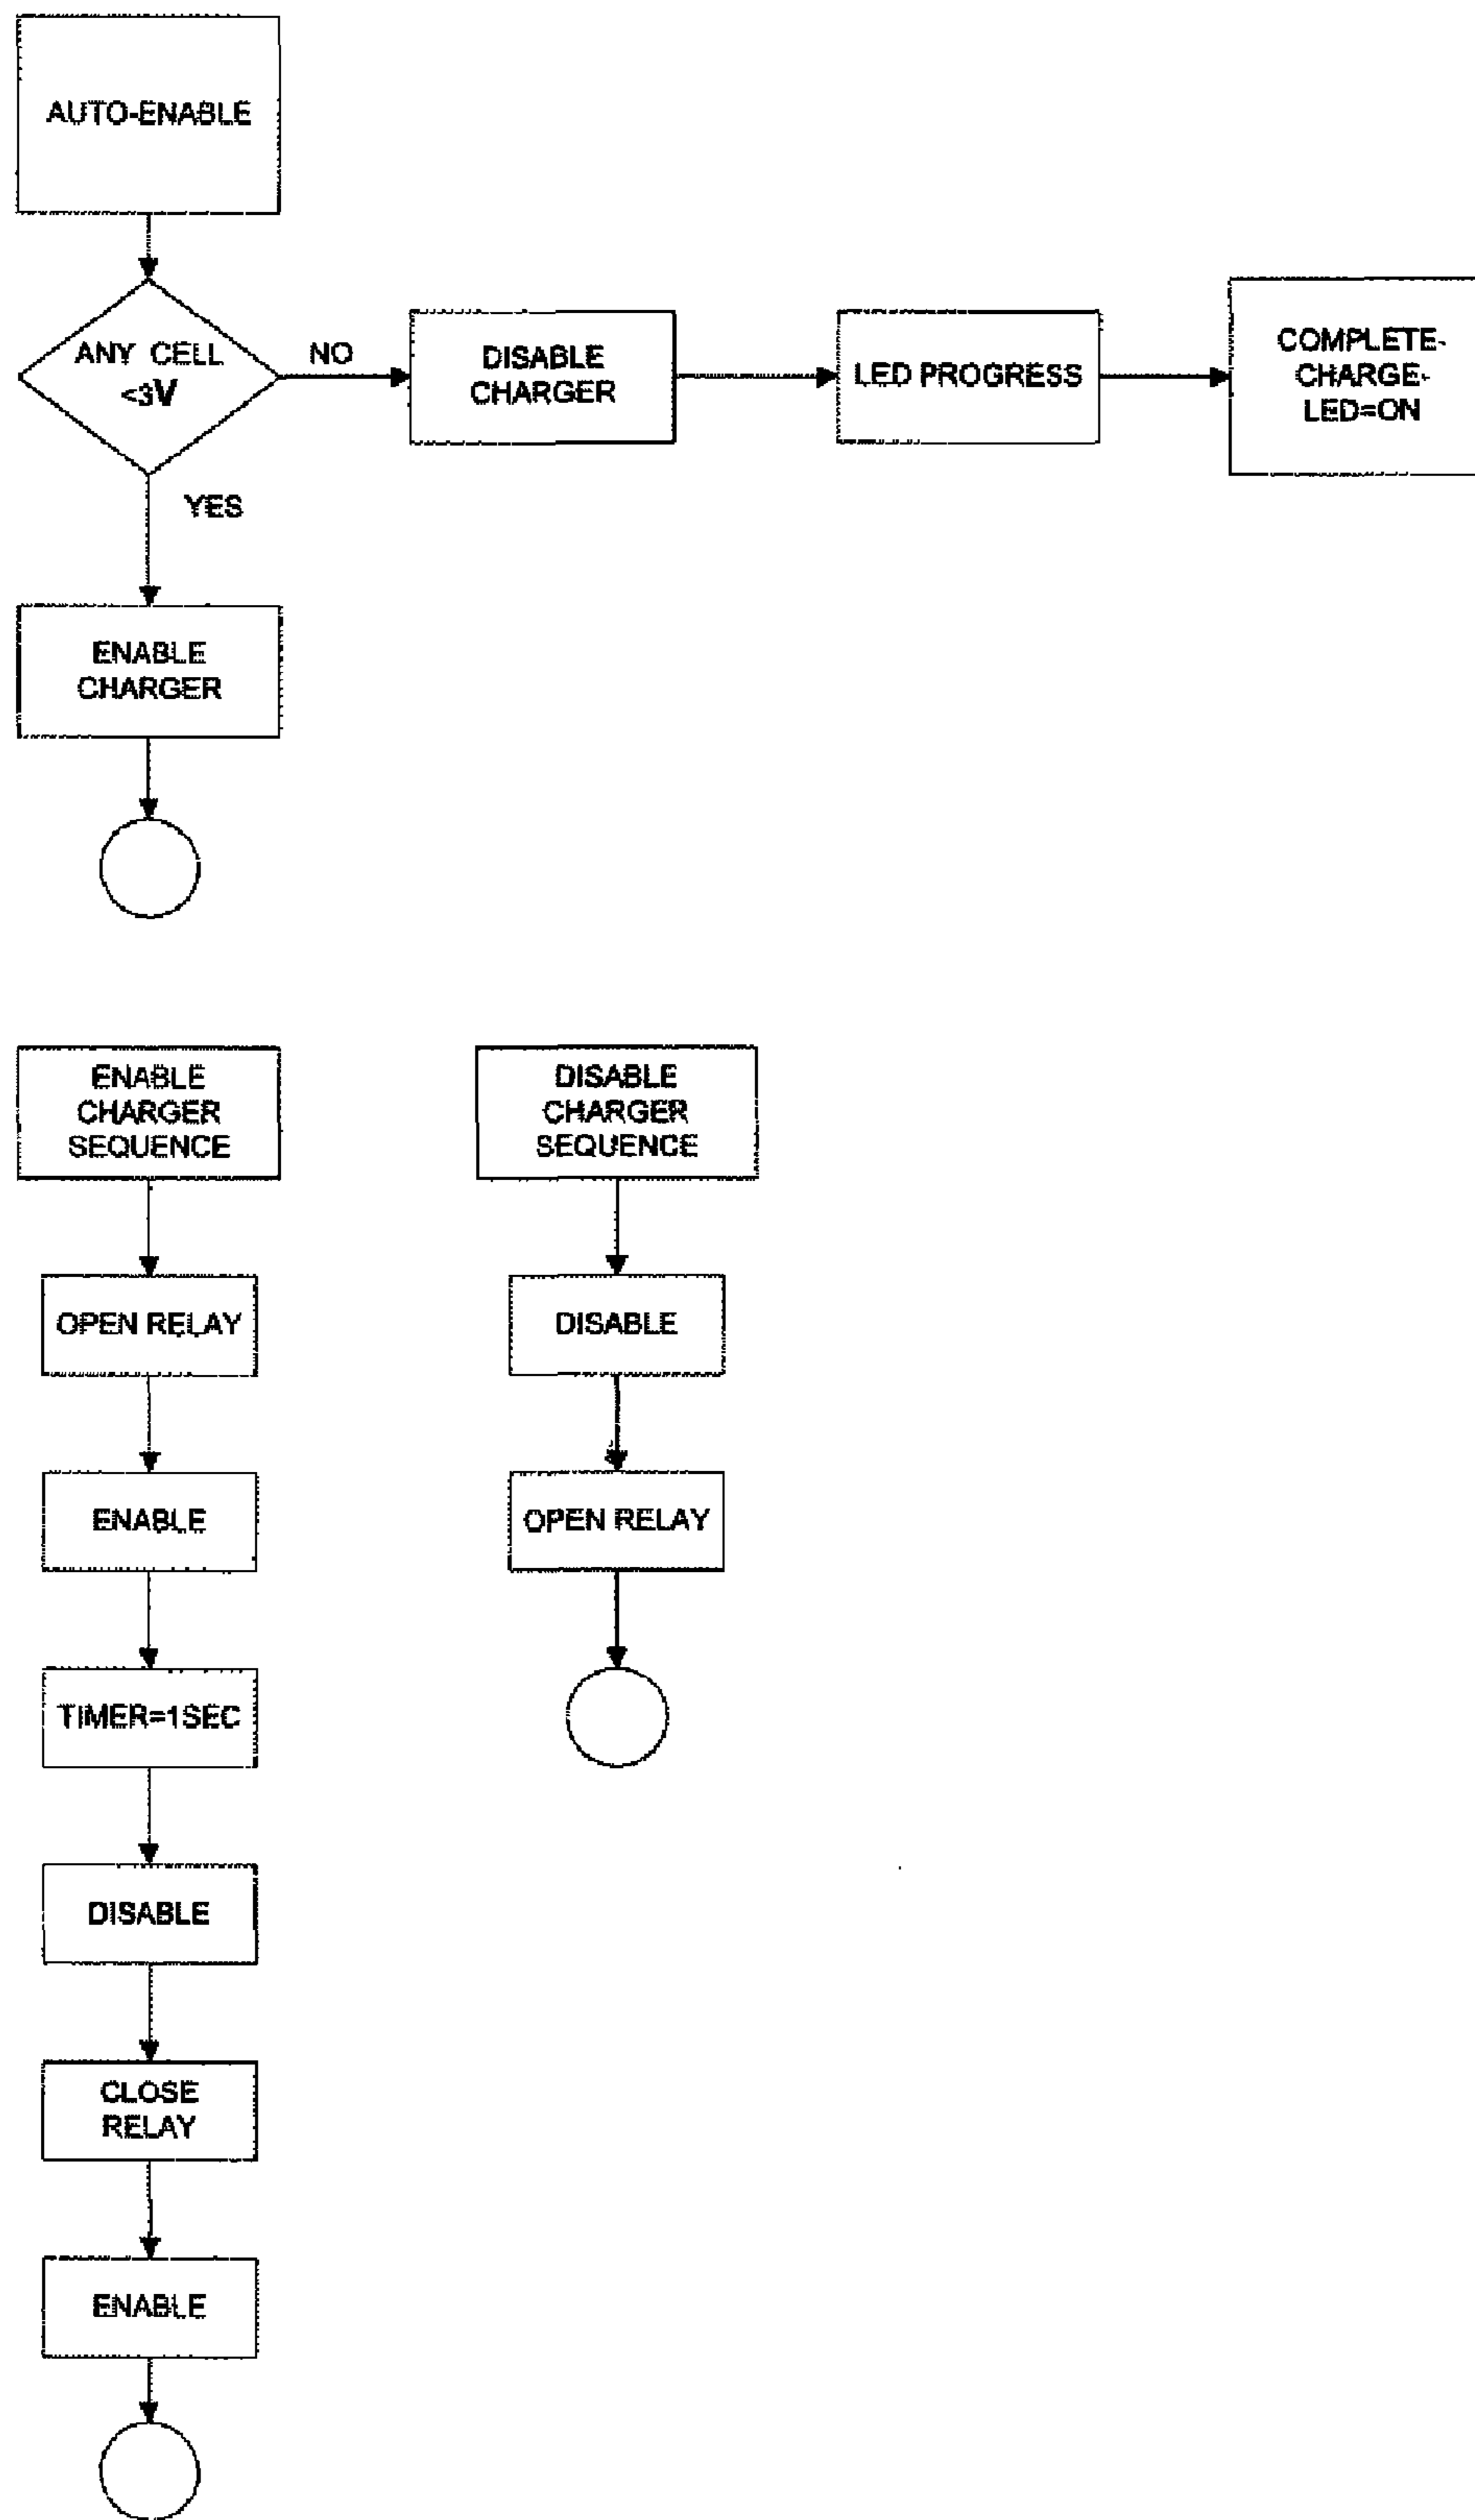 AUTO-ENABLE
ANY CELL
<3V
NO
DISABLE
CHARGER
LED PROGRESS
COMPLETE-
CHARGE-
LED=ON
YES
ENABLE
CHARGER
ENABLE
CHARGER
SEQUENCE
OPEN RELAY
ENABLE
TIMER=1SEC
DISABLE
CLOSE
RELAY
ENABLE
DISABLE
CHARGER
SEQUENCE
DISABLE
OPEN RELAY